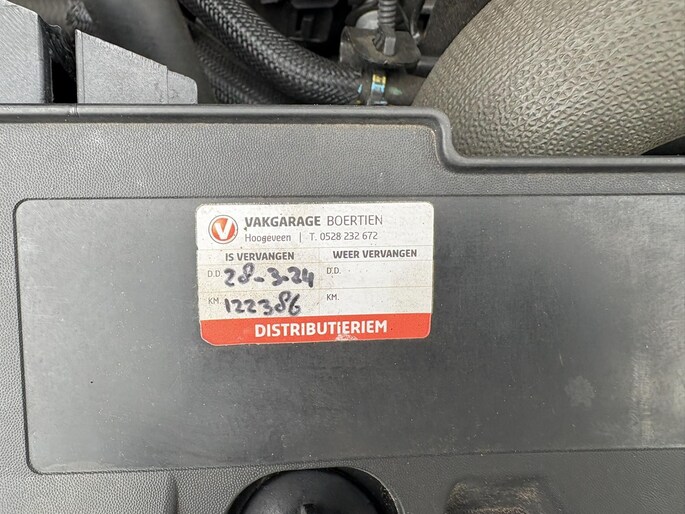 V VAKGARAGE BOERTIEN
Hoogeveen | T. 0528 232 672
IS VERVANGEN WEER VERVANGEN
D.D. 28-3-24 D.D.
KM. 122386 KM.
DISTRIBUTIERIEM